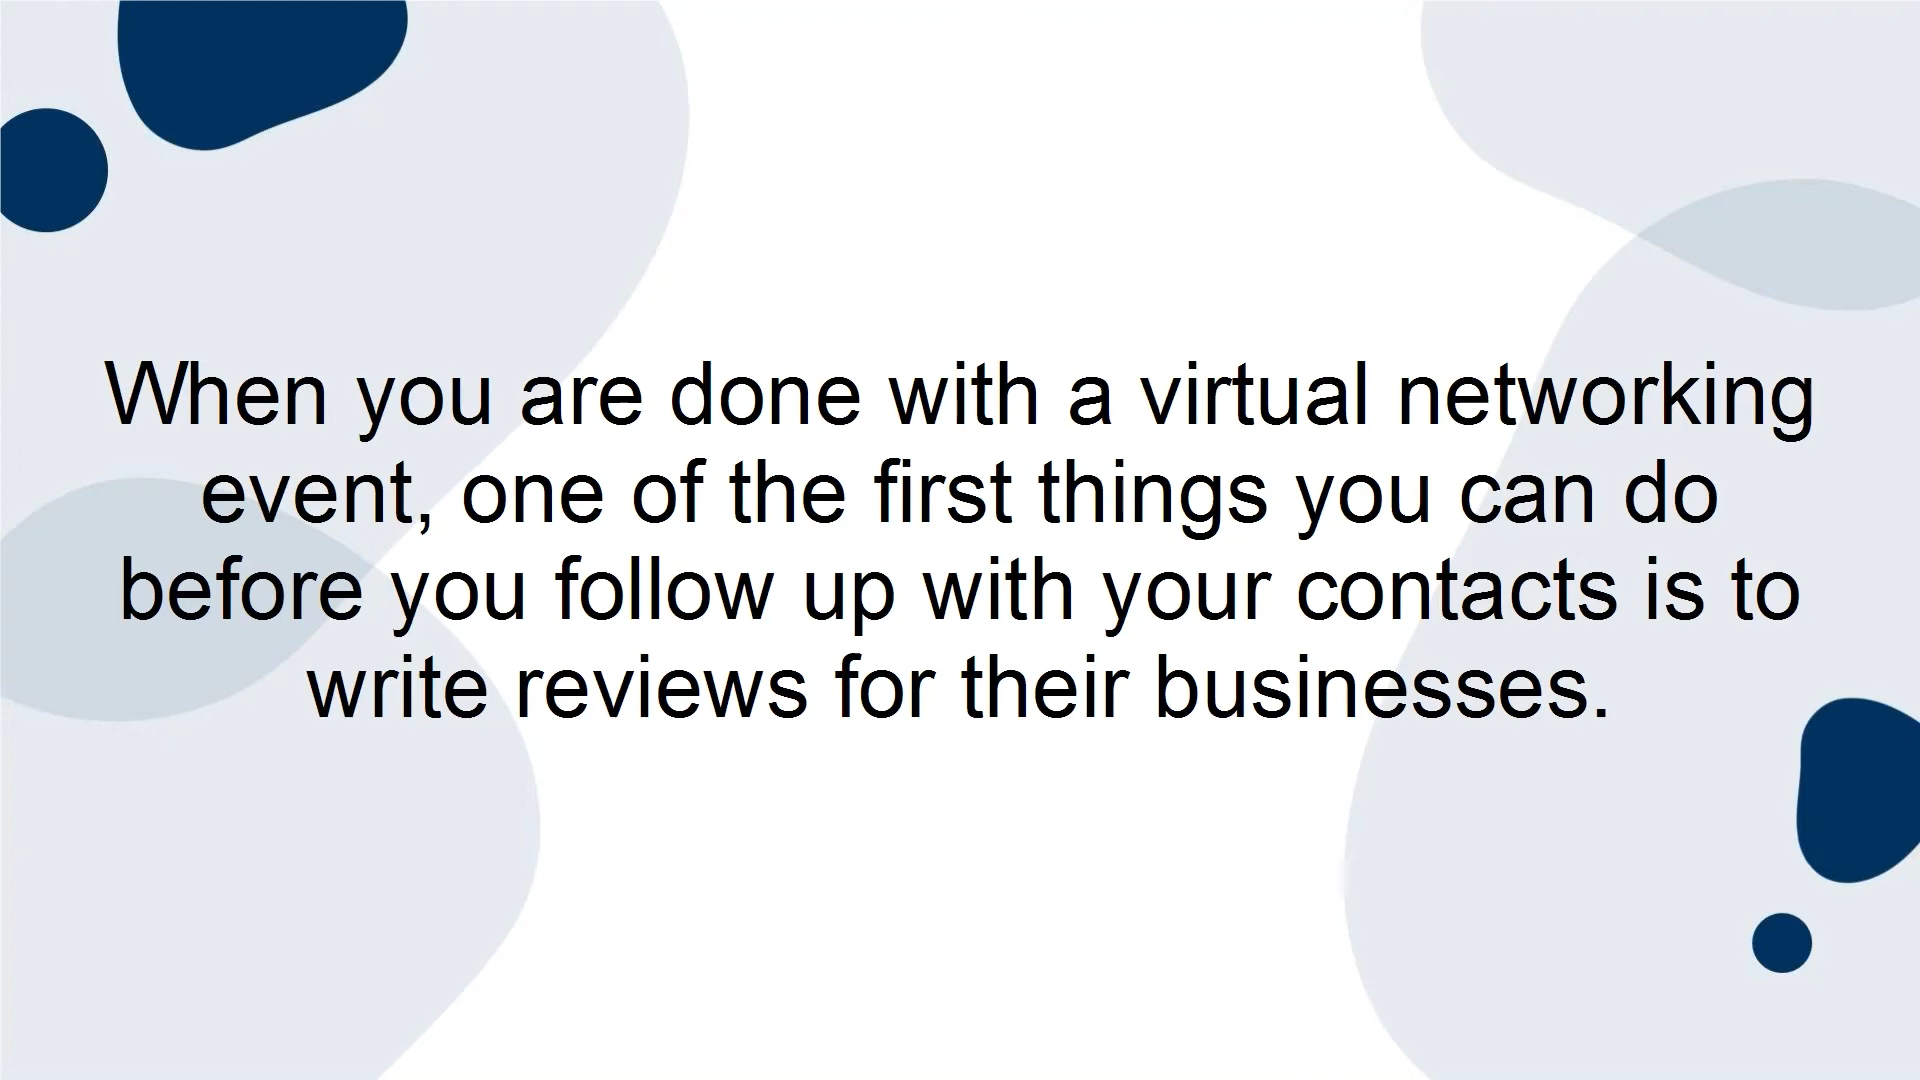 When you are done with a virtual networking
event, one of the first things you can do
before you follow up with your contacts is to
write reviews for their businesses.